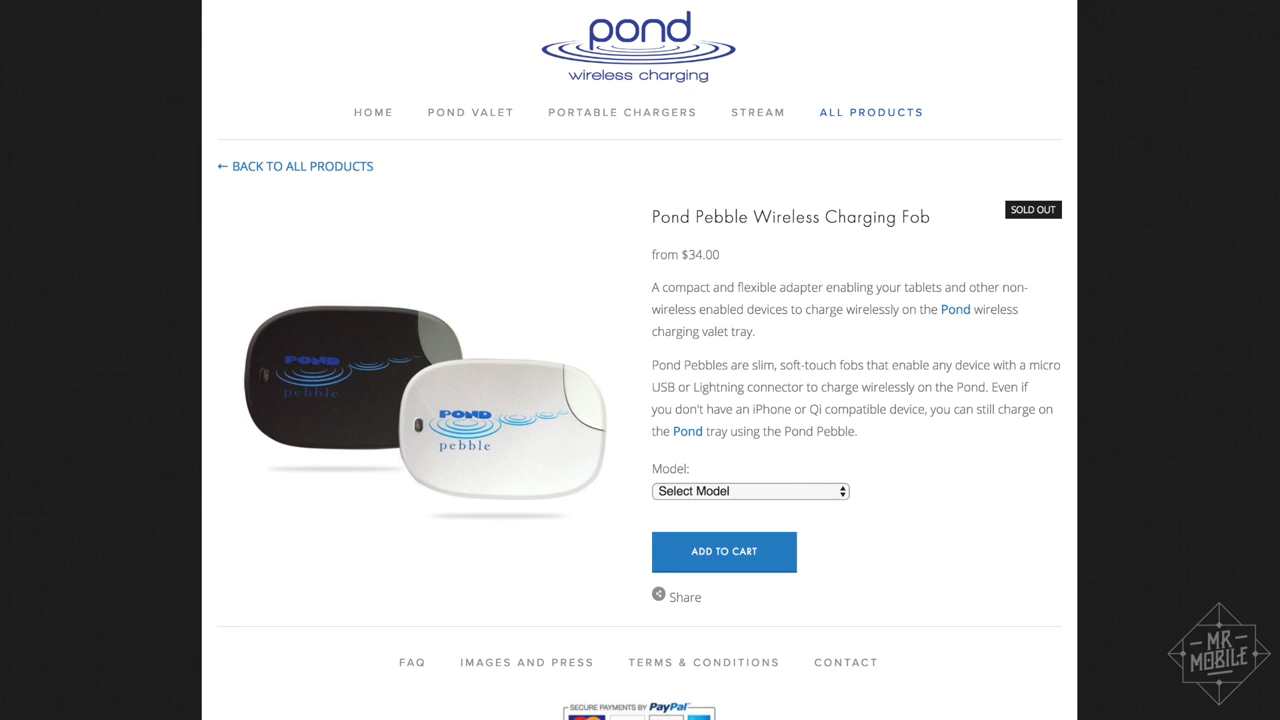 pond
wireless charging
HOME POND VALET PORTABLE CHARGERS STREAM ALL PRODUCTS
← BACK TO ALL PRODUCTS
Pond Pebble Wireless Charging Fob
SOLD OUT
from $34.00
A compact and flexible adapter enabling your tablets and other non-
wireless enabled devices to charge wirelessly on the Pond wireless
charging valet tray.
Pond Pebbles are slim, soft-touch fobs that enable any device with a micro
USB or Lightning connector to charge wirelessly on the Pond. Even if
you don't have an iPhone or Qi compatible device, you can still charge on
the Pond tray using the Pond Pebble.
Model:
Select Model
ADD TO CART
Share
POND
pebble
POND
pebble
FAQ IMAGES AND PRESS TERMS & CONDITIONS CONTACT
SECURE PAYMENTS BY PayPal
MR
MOBILE